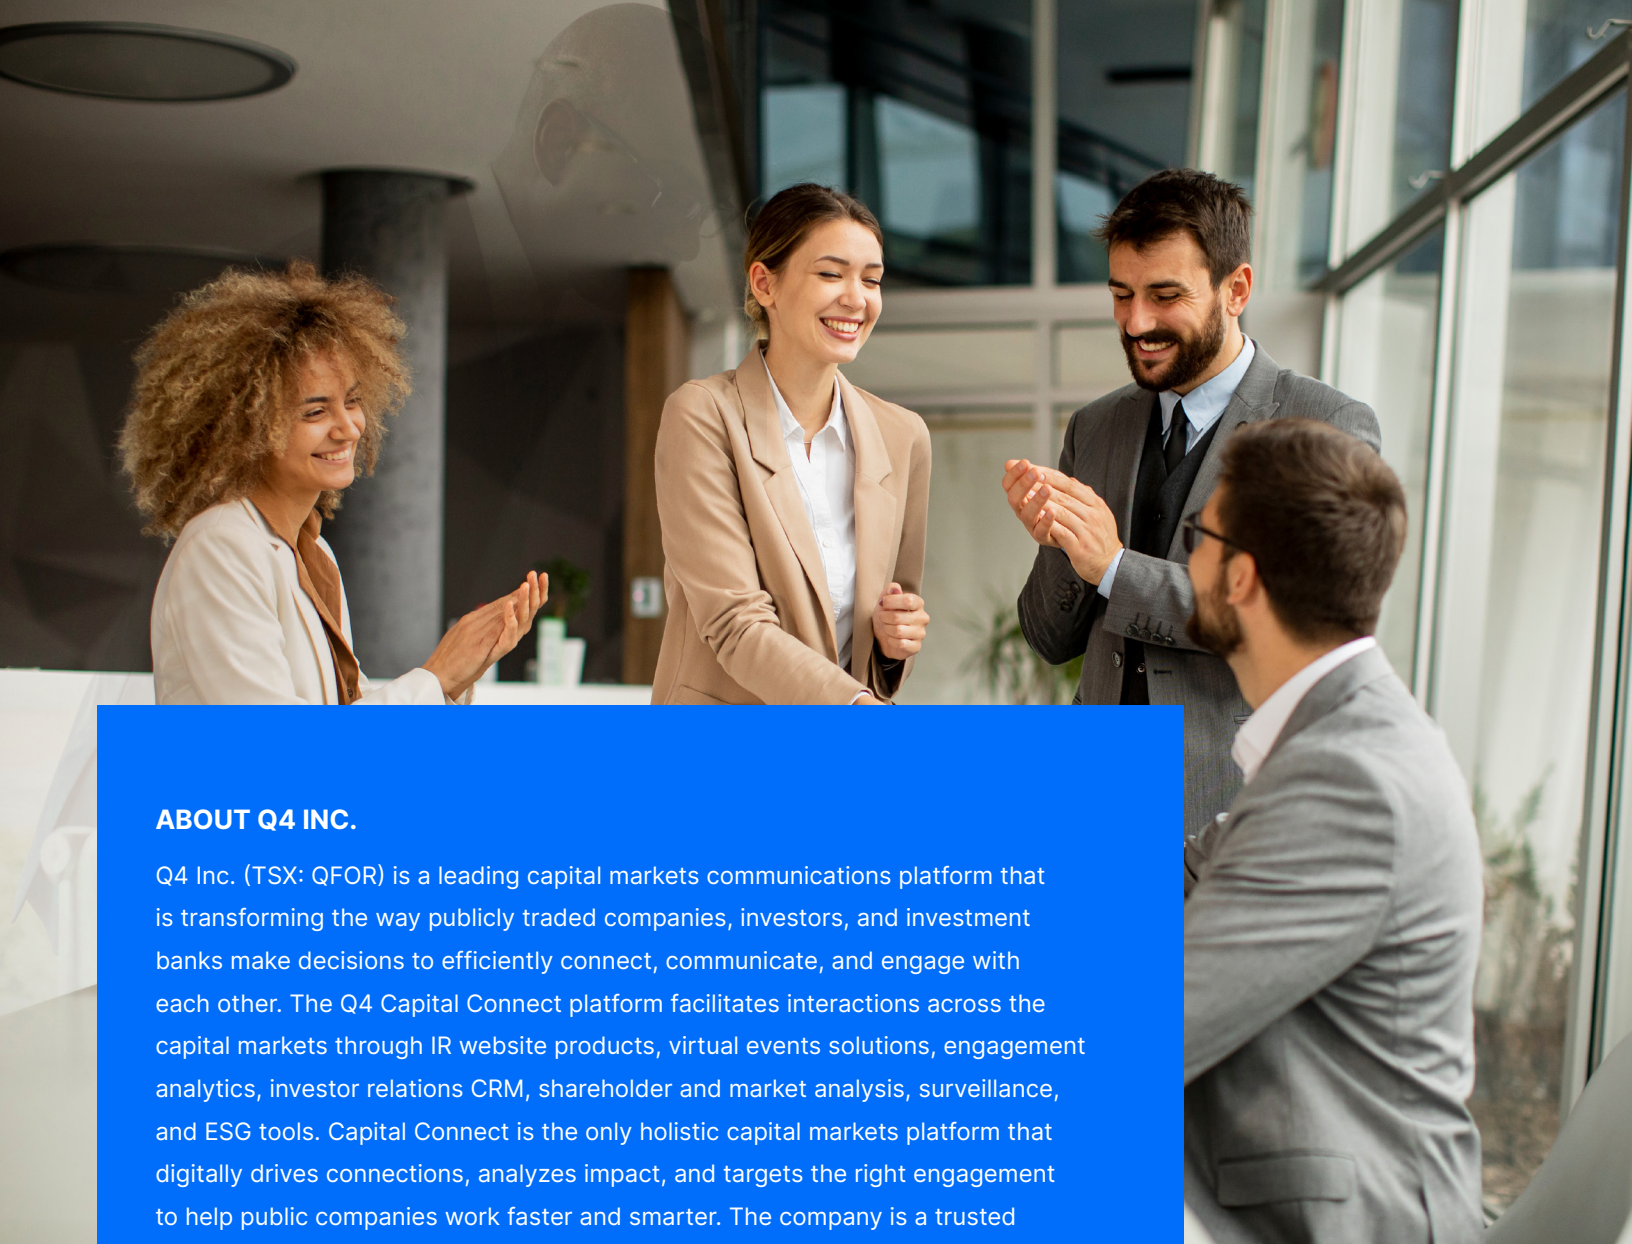 ABOUT Q4 INC.
Q4 Inc. (TSX: QFOR) is a leading capital markets communications platform that
is transforming the way publicly traded companies, investors, and investment
banks make decisions to efficiently connect, communicate, and engage with
each other. The Q4 Capital Connect platform facilitates interactions across the
capital markets through IR website products, virtual events solutions, engagement
analytics, investor relations CRM, shareholder and market analysis, surveillance,
and ESG tools. Capital Connect is the only holistic capital markets platform that
digitally drives connections, analyzes impact, and targets the right engagement
to help public companies work faster and smarter. The company is a trusted